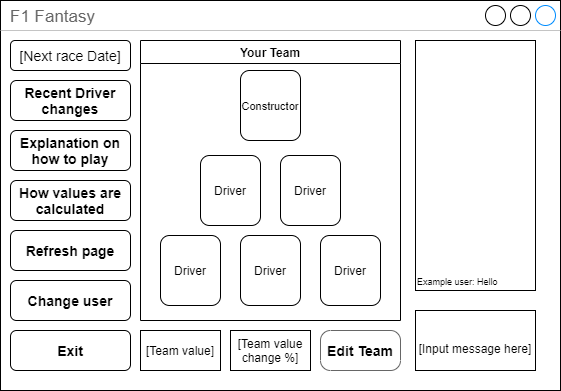 F1 Fantasy
[Next race Date]
Recent Driver
changes
Explanation on
how to play
How values are
calculated
Refresh page
Change user
Exit
Your Team
Constructor
Driver
Driver
Driver
Driver
Driver
[Team value]
[Team value
change %]
Edit Team
Example user: Hello
[Input message here]